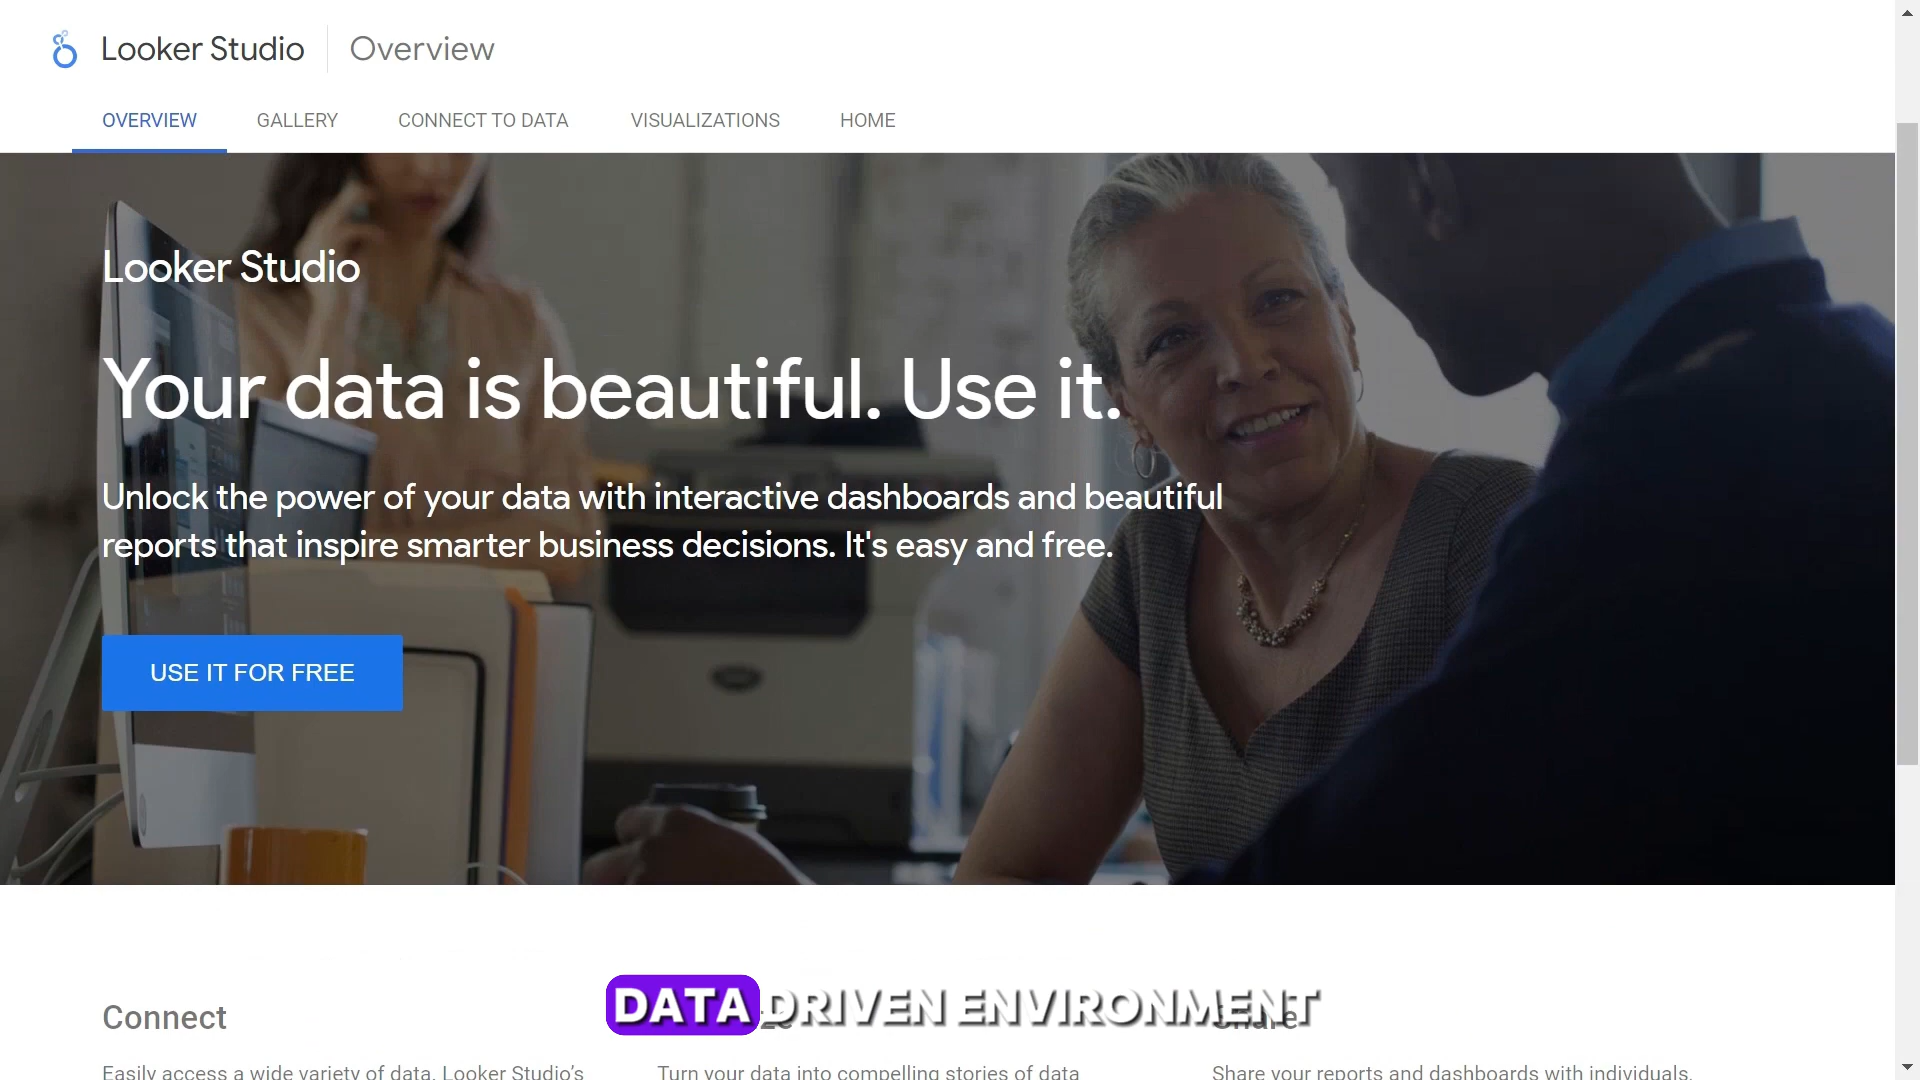 Looker Studio
Overview
OVERVIEW
GALLERY
CONNECT TO DATA
VISUALIZATIONS
HOME
Looker Studio
Your data is beautiful. Use it.
Unlock the power of your data with interactive dashboards and beautiful
reports that inspire smarter business decisions. It's easy and free.
USE IT FOR FREE
Connect
DATA DRIVEN ENVIRONMENT
Share
Easily access a wide variety of data. Looker Studio’s
Turn your data into compelling stories of data
Share your reports and dashboards with individuals,